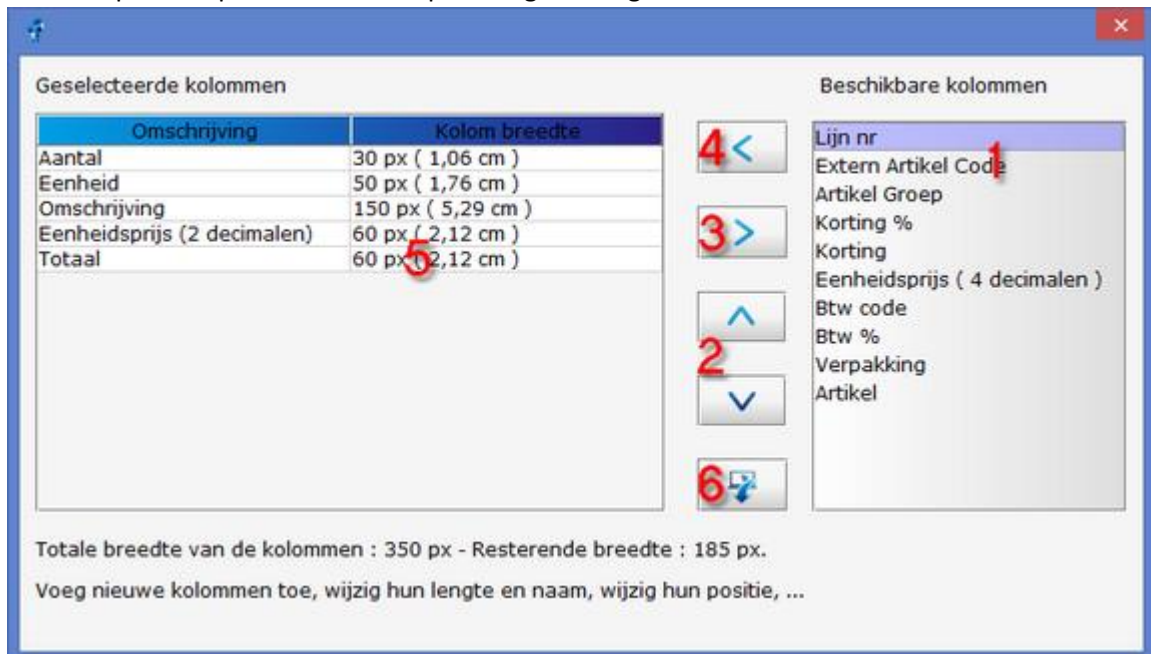 Geselecteerde kolommen
Beschikbare kolommen
Omschrijving Kolom breedte
Aantal 30 px ( 1,06 cm )
Eenheid 50 px ( 1,76 cm )
Omschrijving 150 px ( 5,29 cm )
Eenheidsprijs (2 decimalen) 60 px ( 2,12 cm )
Totaal 60 px ( 2,12 cm )
5
4 <
3 >
2
6
Lijn nr
1
Extern Artikel Code
Artikel Groep
Korting %
Korting
Eenheidsprijs ( 4 decimalen )
Btw code
Btw %
Verpakking
Artikel
Totale breedte van de kolommen : 350 px - Resterende breedte : 185 px.
Voeg nieuwe kolommen toe, wijzig hun lengte en naam, wijzig hun positie, ...